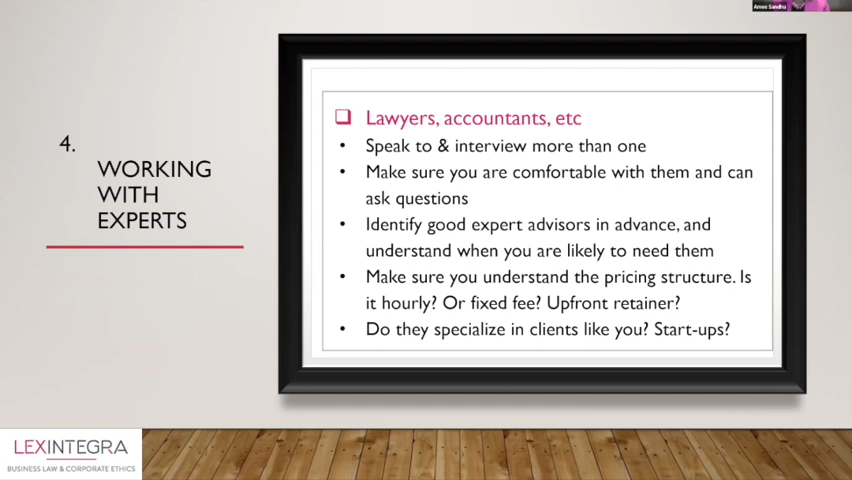 Amee Sandhu
4.
WORKING
WITH
EXPERTS
❑ Lawyers, accountants, etc
• Speak to & interview more than one
• Make sure you are comfortable with them and can
ask questions
• Identify good expert advisors in advance, and
understand when you are likely to need them
• Make sure you understand the pricing structure. Is
it hourly? Or fixed fee? Upfront retainer?
• Do they specialize in clients like you? Start-ups?
LEXINTEGRA
BUSINESS LAW & CORPORATE ETHICS